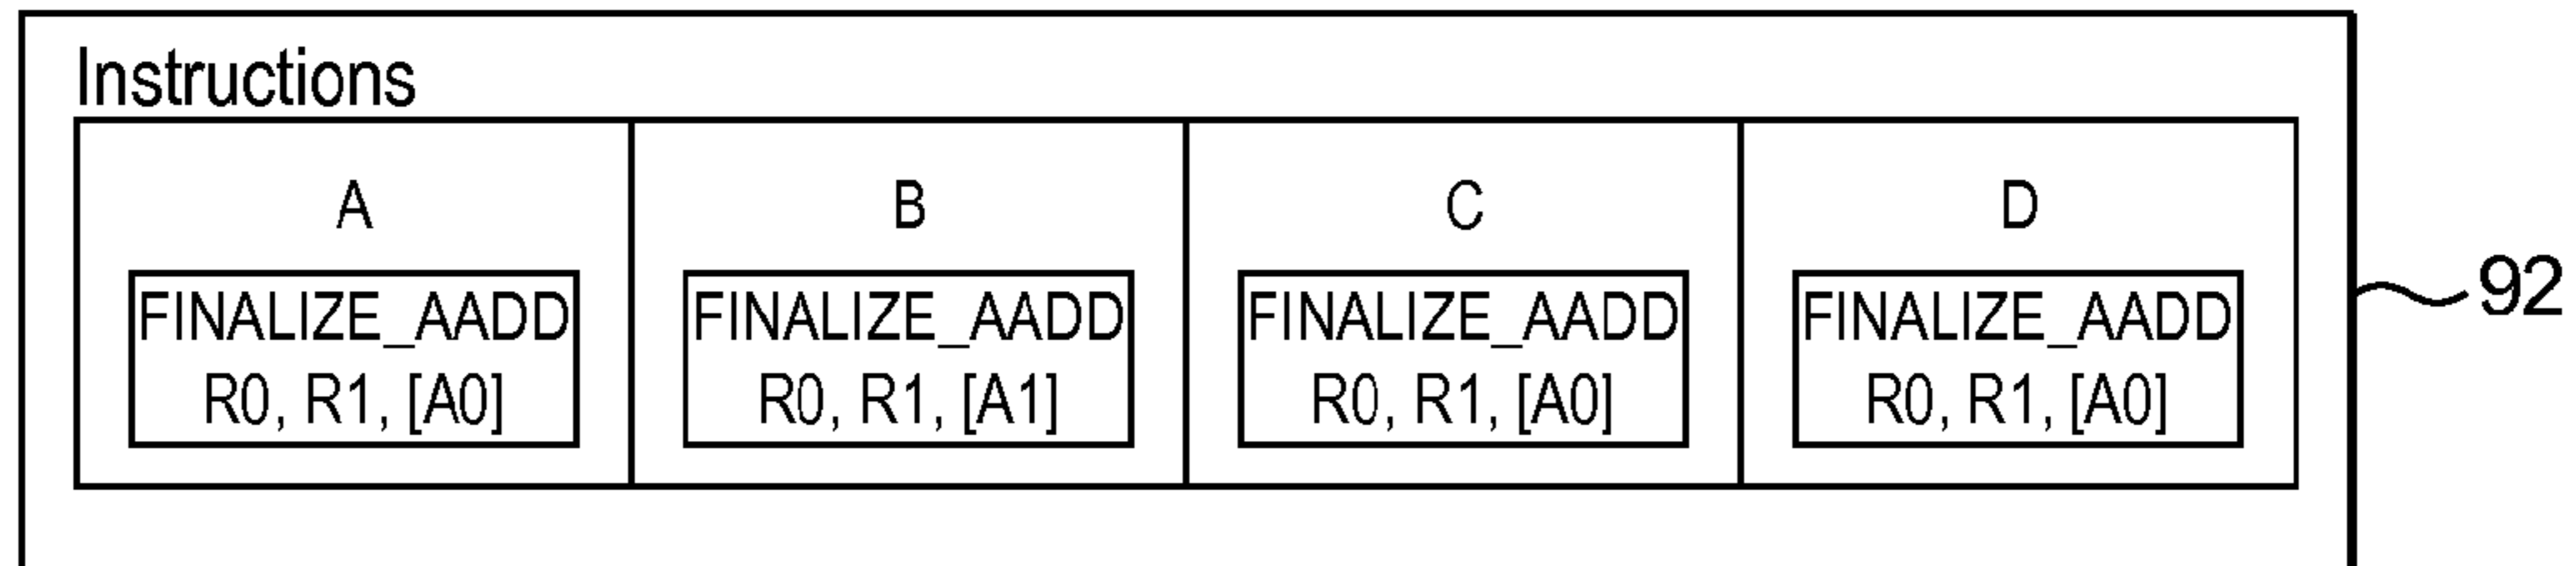 Instructions
A B C D
FINALIZE_AADD FINALIZE_AADD FINALIZE_AADD FINALIZE_AADD
R0, R1, [A0] R0, R1, [A1] R0, R1, [A0] R0, R1, [A0]
92